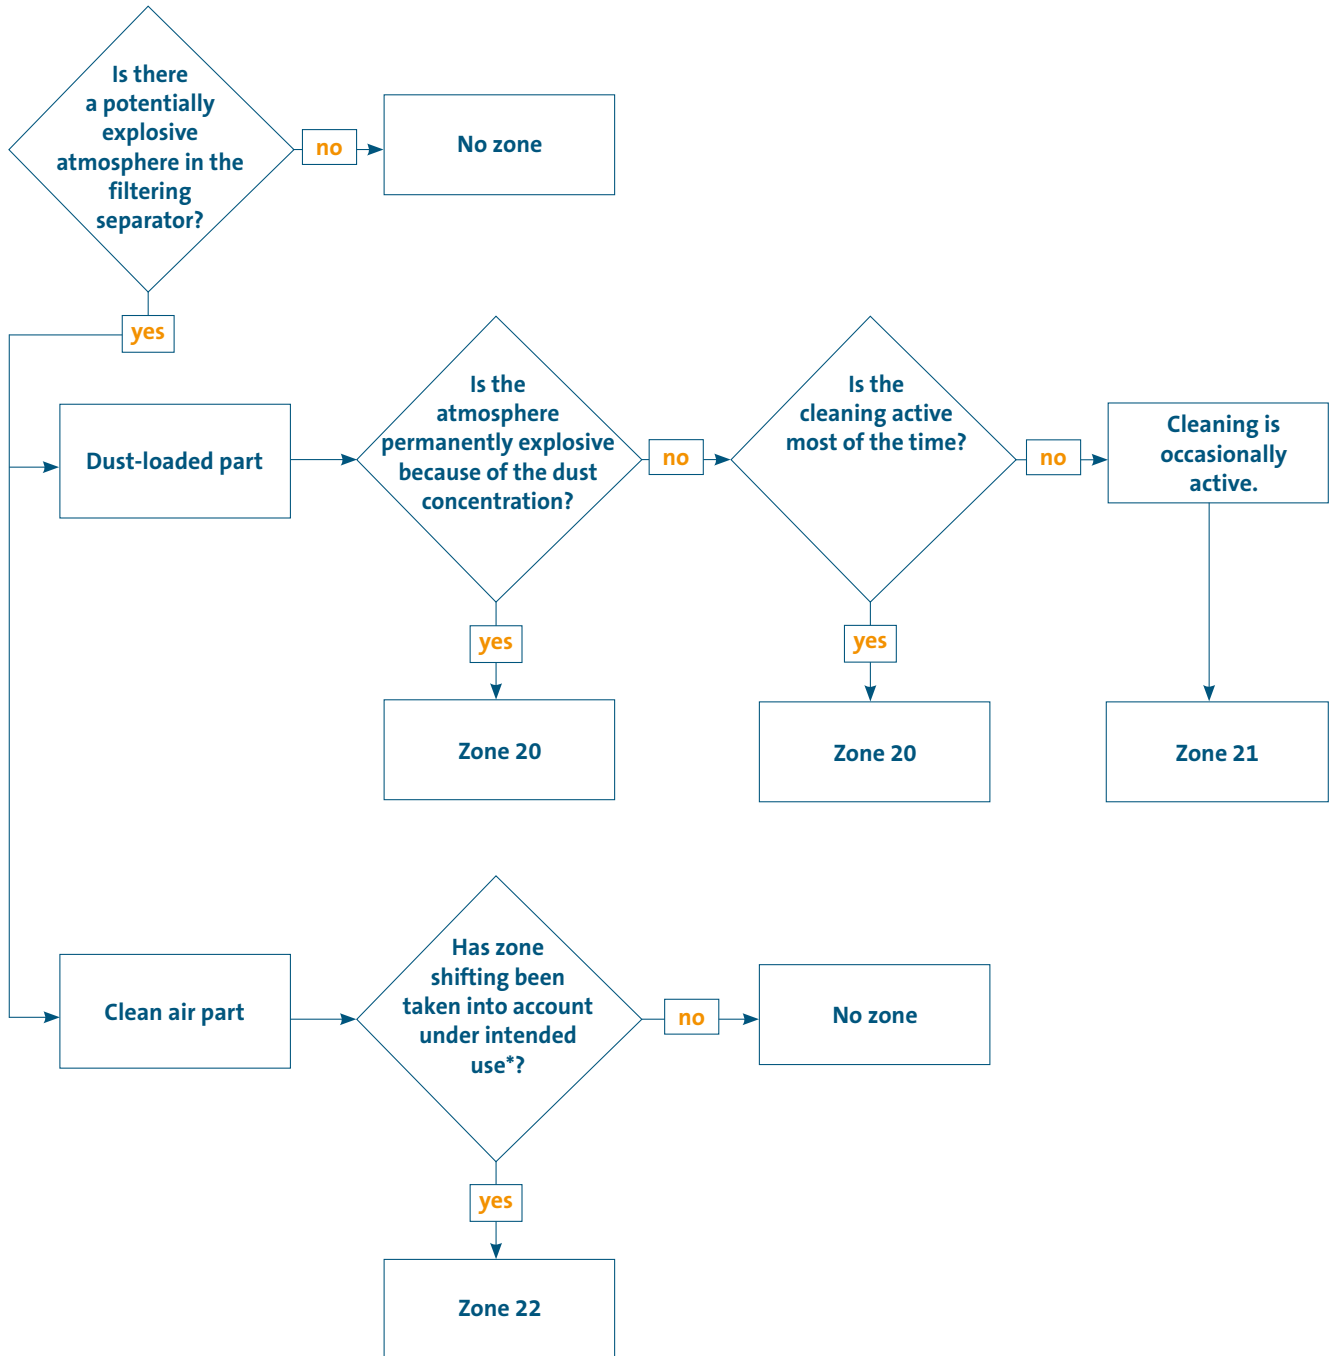 Is there
a potentially
explosive
atmosphere in the
filtering
separator?
no
No zone
yes
Dust-loaded part
Is the
atmosphere
permanently explosive
because of the dust
concentration?
no
Is the
cleaning active
most of the time?
no
Cleaning is
occasionally
active.
yes
yes
Zone 20
Zone 20
Zone 21
Clean air part
Has zone
shifting been
taken into account
under intended
use*?
no
No zone
yes
Zone 22